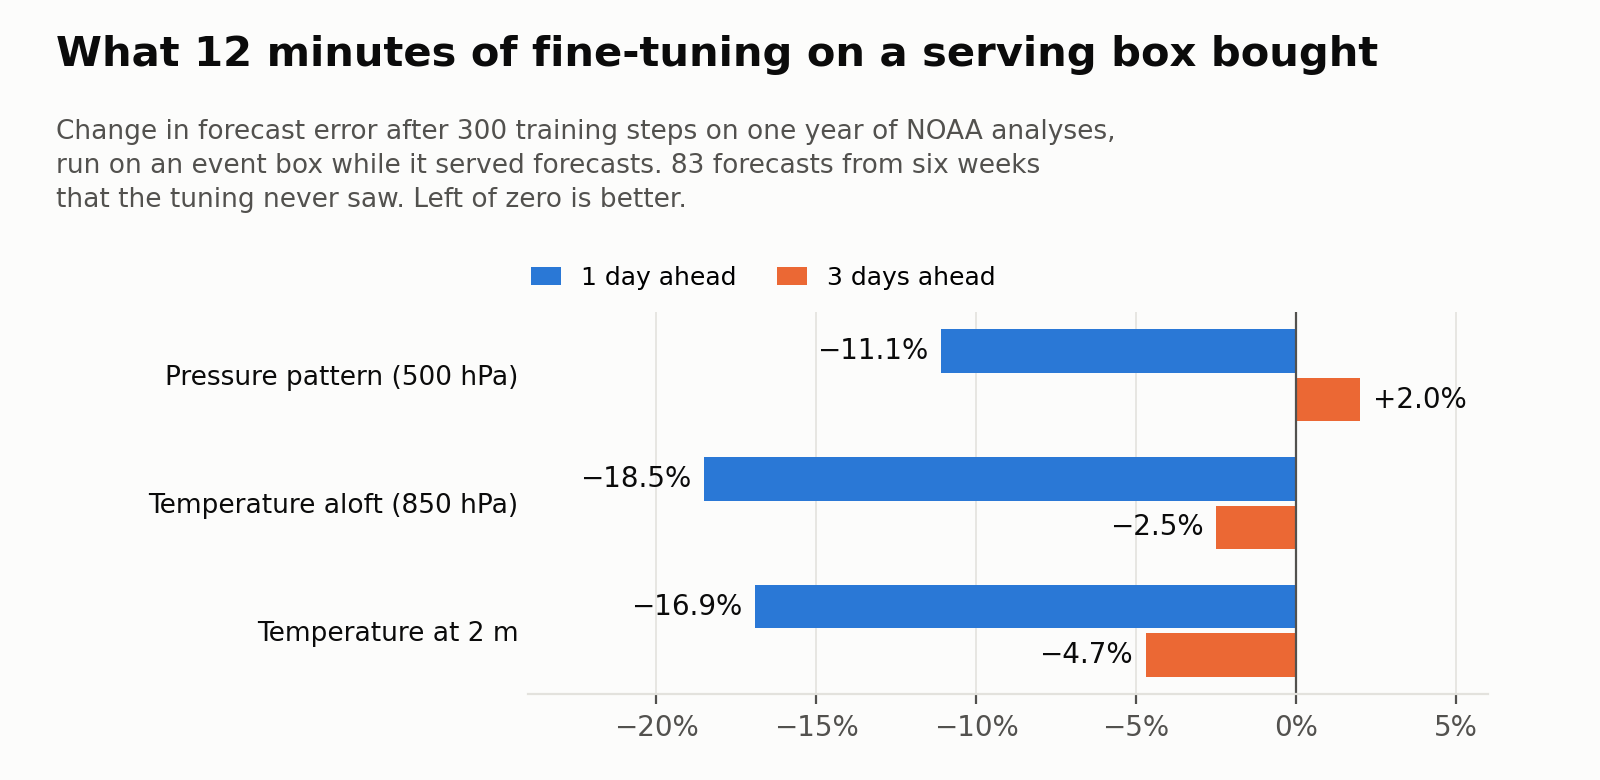 What 12 minutes of fine-tuning on a serving box bought
Change in forecast error after 300 training steps on one year of NOAA analyses,
run on an event box while it served forecasts. 83 forecasts from six weeks
that the tuning never saw. Left of zero is better.
1 day ahead 3 days ahead
−11.1%
Pressure pattern (500 hPa)
+2.0%
−18.5%
Temperature aloft (850 hPa)
−2.5%
−16.9%
Temperature at 2 m
−4.7%
−20% −15% −10% −5% 0% 5%